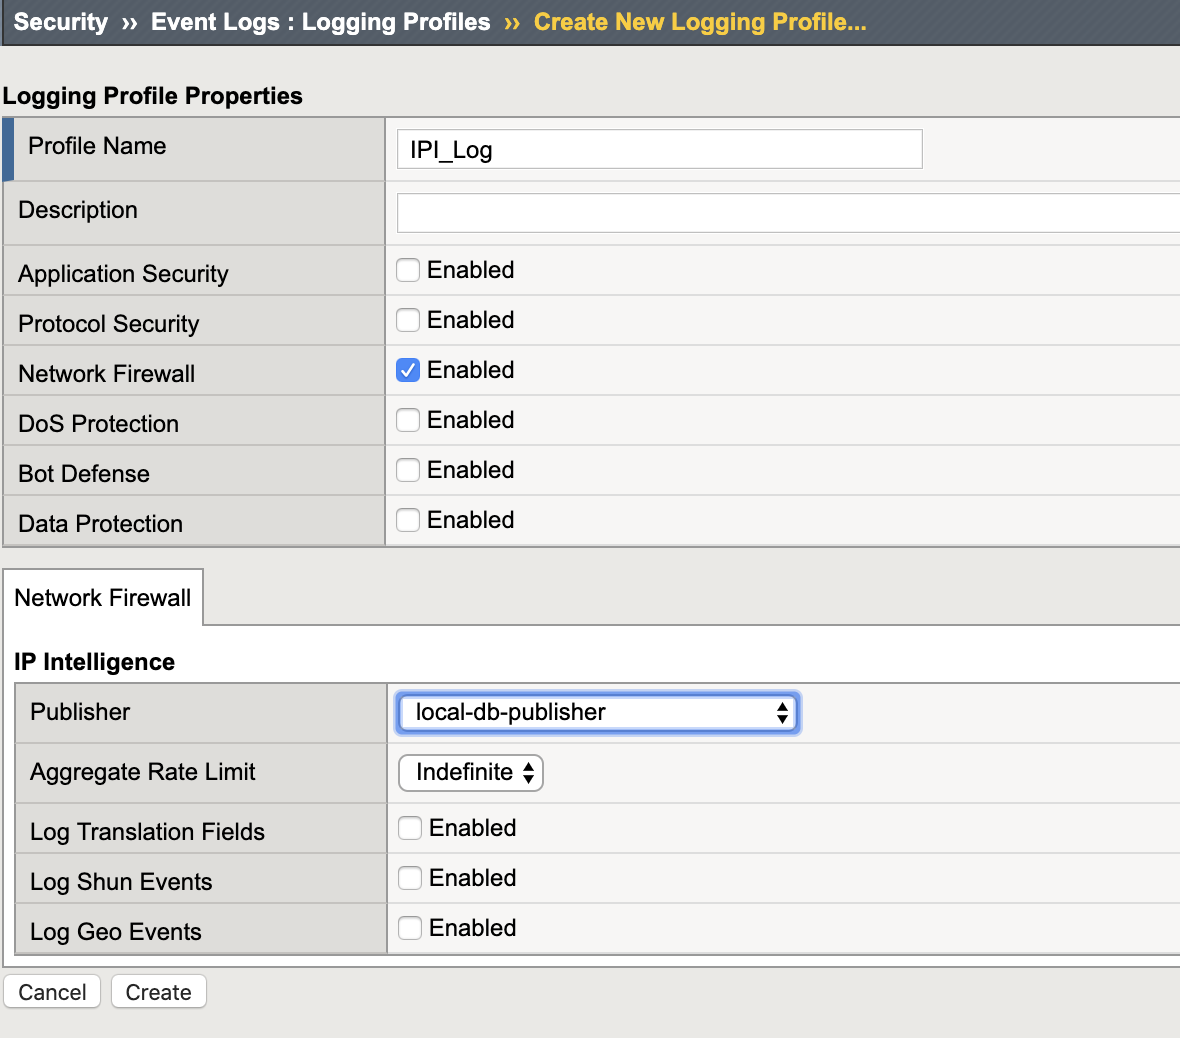 Security ›› Event Logs : Logging Profiles ›› Create New Logging Profile...
Logging Profile Properties
Profile Name IPI_Log
Description
Application Security Enabled
Protocol Security Enabled
Network Firewall Enabled
DoS Protection Enabled
Bot Defense Enabled
Data Protection Enabled
Network Firewall
IP Intelligence
Publisher local-db-publisher
Aggregate Rate Limit Indefinite
Log Translation Fields Enabled
Log Shun Events Enabled
Log Geo Events Enabled
Cancel Create